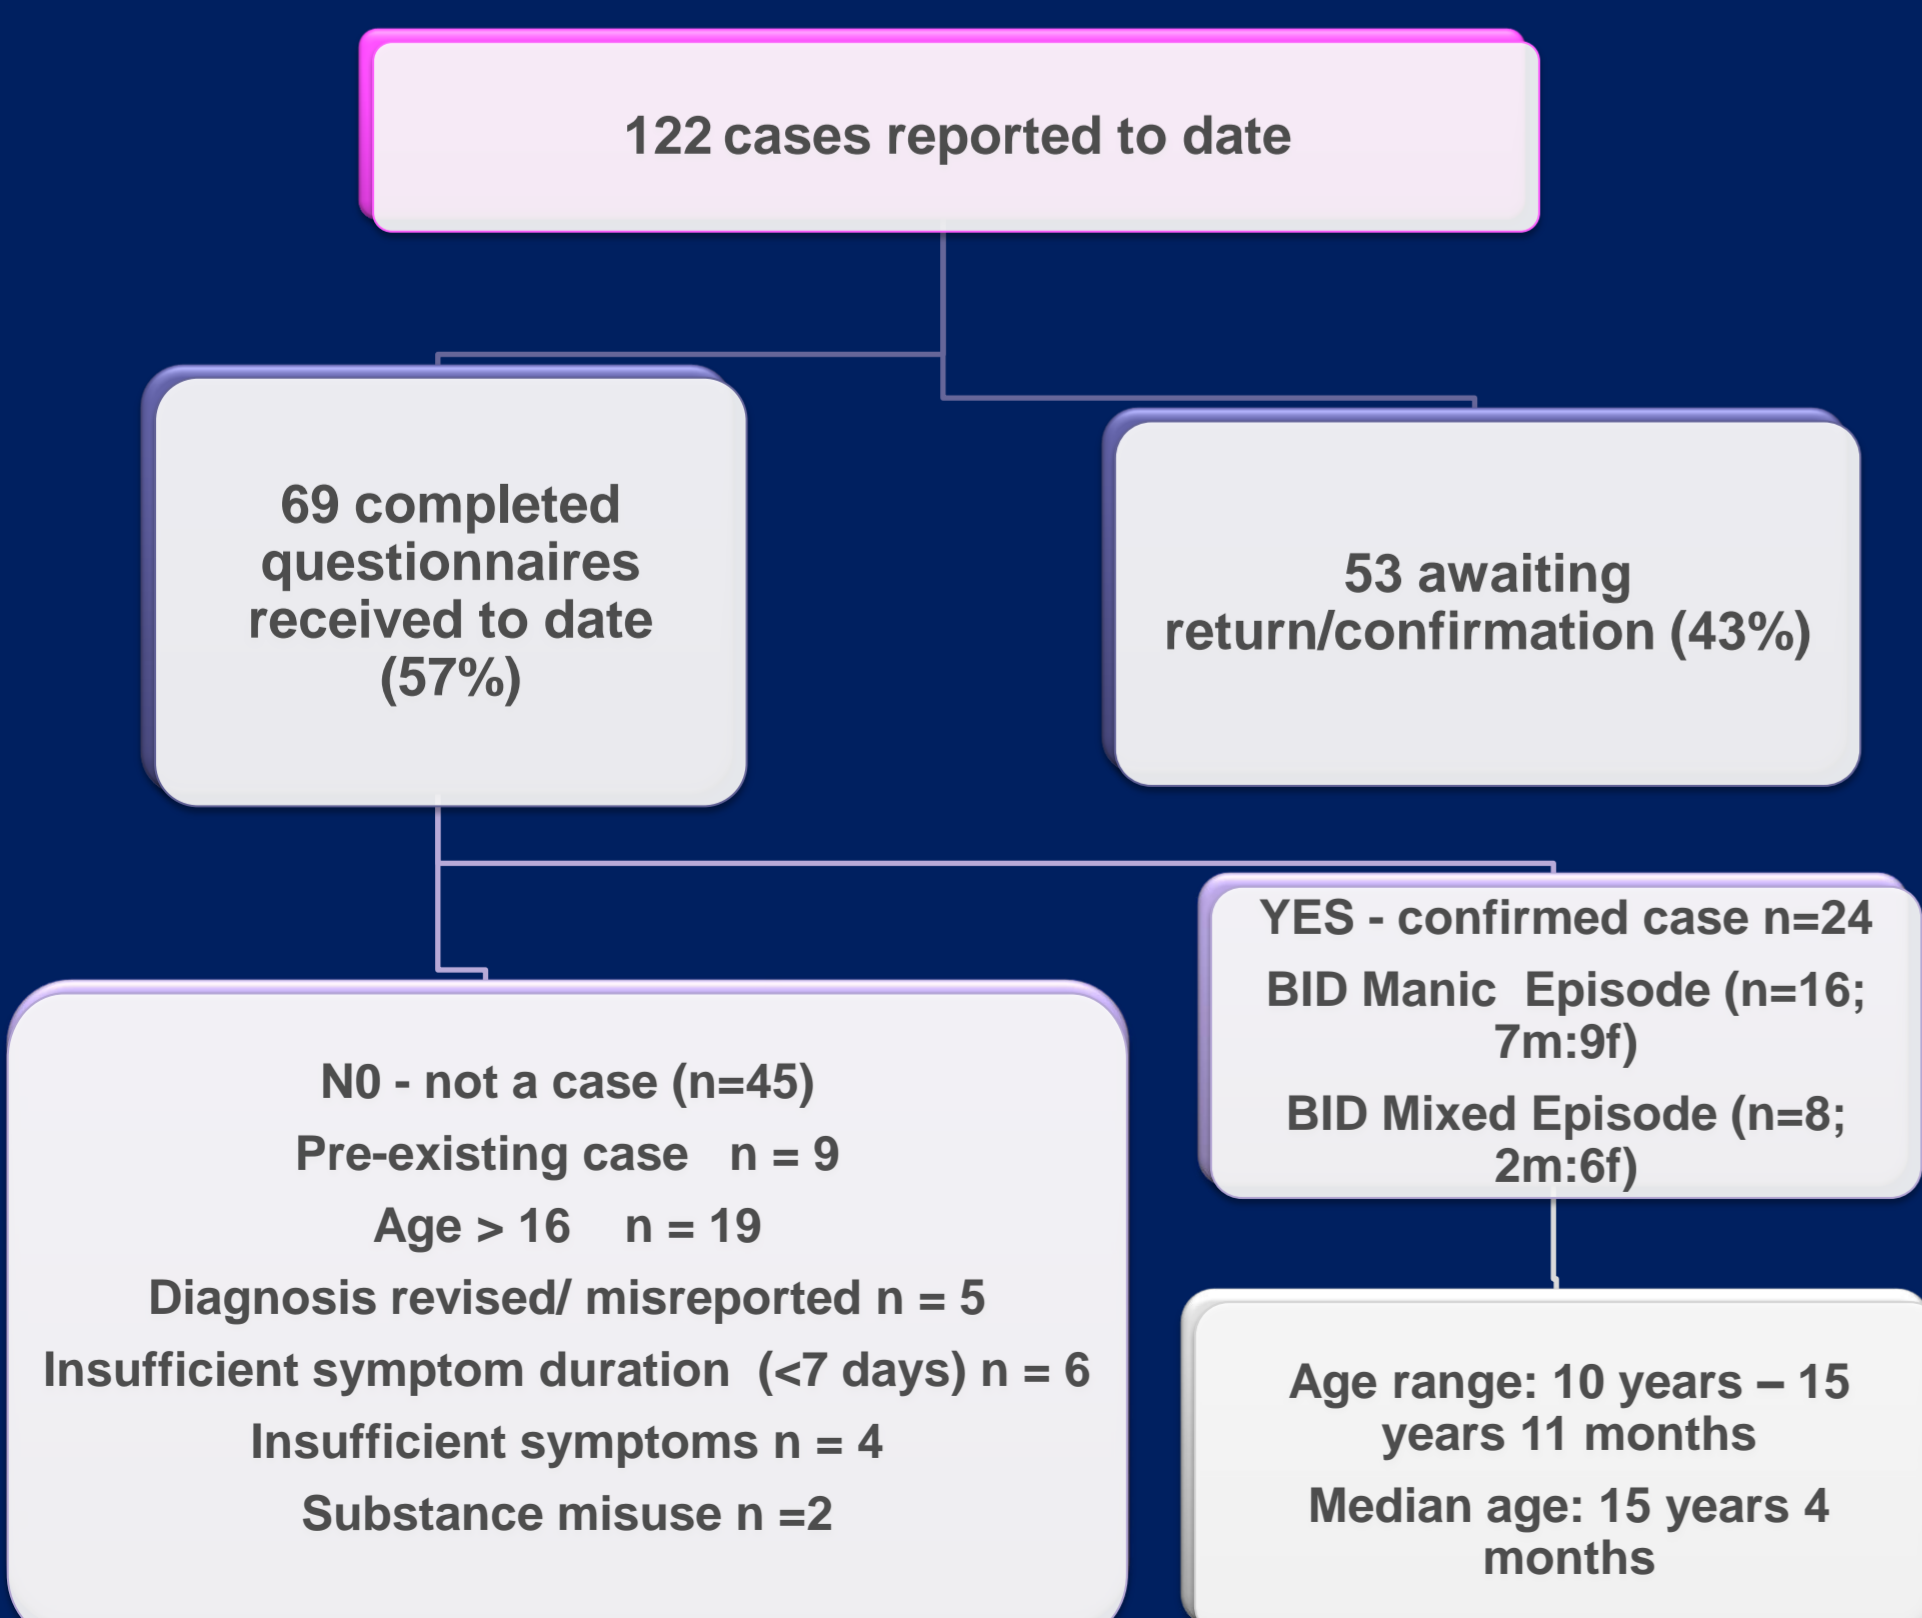 122 cases reported to date
69 completed
questionnaires
received to date
(57%)
53 awaiting
return/confirmation (43%)
YES - confirmed case n=24
BID Manic  Episode (n=16;
7m:9f)
BID Mixed Episode (n=8;
2m:6f)
N0 - not a case (n=45)
Pre-existing case   n = 9
Age > 16    n = 19
Diagnosis revised/ misreported n = 5
Insufficient symptom duration  (<7 days) n = 6
Insufficient symptoms n = 4
Substance misuse n =2
Age range: 10 years – 15
years 11 months
Median age: 15 years 4
months